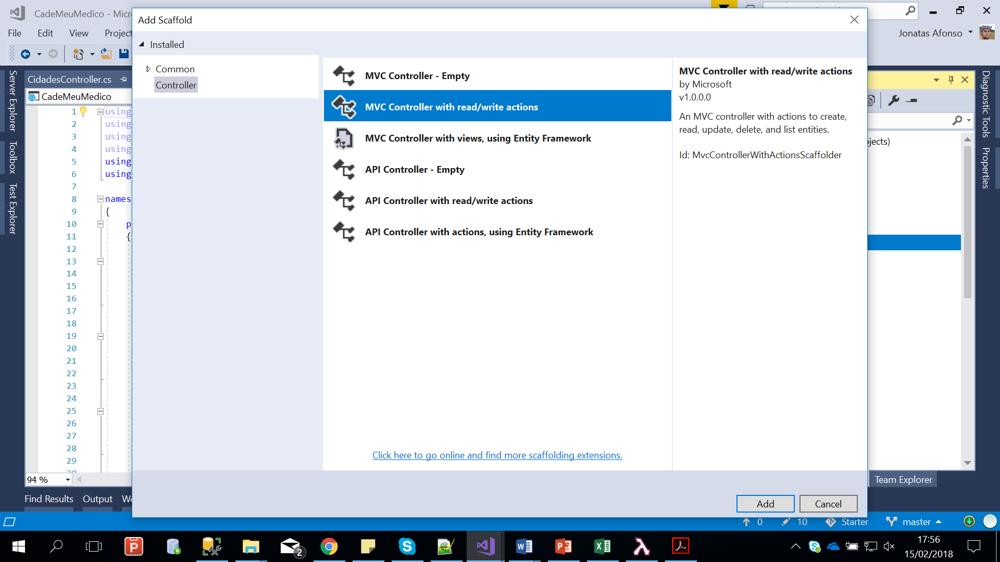 CadeMeuMedico - Micr
Add Scaffold
File Edit View Project
Jonatas Afonso
Installed
Common
Controller
MVC Controller - Empty
MVC Controller with read/write actions
MVC Controller with views, using Entity Framework
API Controller - Empty
API Controller with read/write actions
API Controller with actions, using Entity Framework
Click here to go online and find more scaffolding extensions.
MVC Controller with read/write actions
by Microsoft
v1.0.0.0
An MVC controller with actions to create,
read, update, delete, and list entities.
Id: MvcControllerWithActionsScaffolder
Add Cancel
Server Explorer
Toolbox
Test Explorer
CidadesController.cs
CadeMeuMedico
1 using
2 using
3 using
4 using
5 using
6 using
7
8 names
9 {
10 p
11 {
12
13
14
15
16
17
18
19
20
21
22
23
24
25
26
27
28
29
94 %
Find Results Output We
jects)
Diagnostic Tools
Properties
Team Explorer
0 10 Starter master
2
17:56
15/02/2018